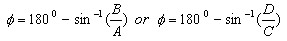 ϕ = 180⁰ − sin⁻¹(B/A) or ϕ = 180⁰ − sin⁻¹(D/C)